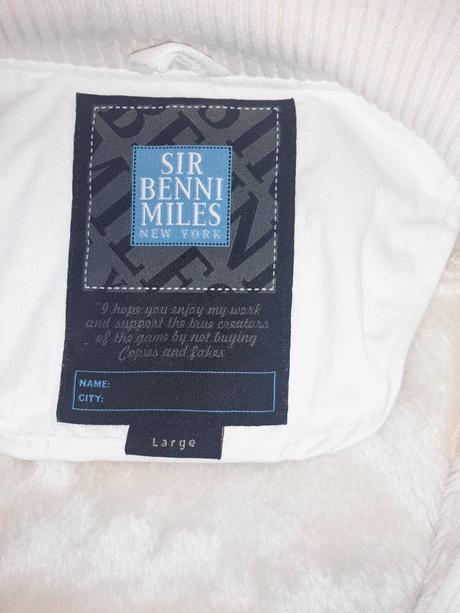 SIR
BENNI
MILES
NEW YORK
"I hope you enjoy my work
and support the true creators
of the game by not buying
Copies and fakes"
NAME:
CITY:
Large